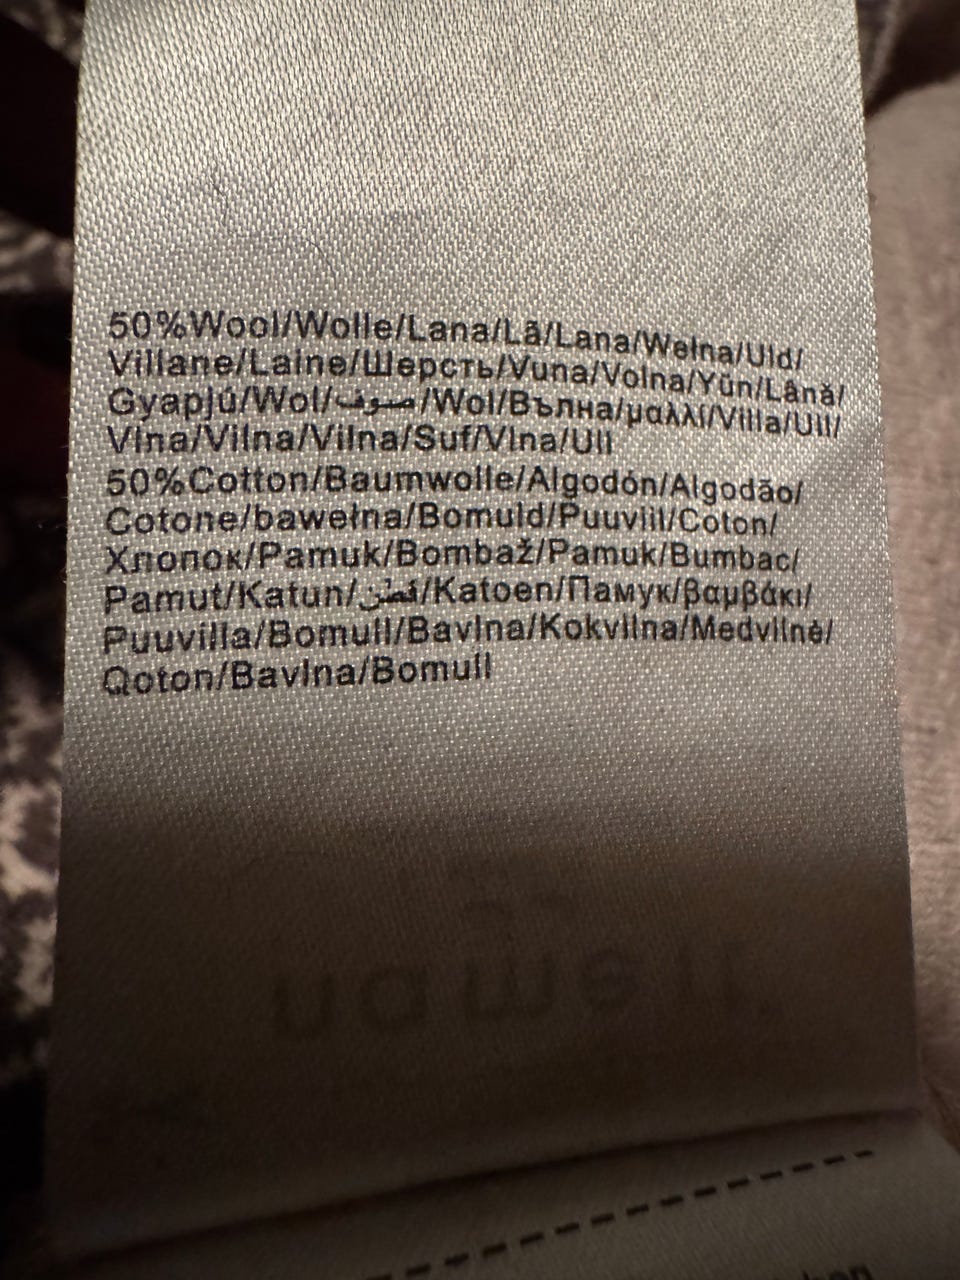 50%Wool/Wolle/Lana/Lã/Lana/Wełna/Uld/
Villane/Laine/Шерсть/Vuna/Volna/Yün/Lână/
Gyapjú/Wol/صوف/Wol/Вълна/μαλλί/Villa/Ull/
Vlna/Vilna/Vilna/Suf/Vlna/Ull
50%Cotton/Baumwolle/Algodón/Algodão/
Cotone/bawełna/Bomuld/Puuvill/Coton/
Хлопок/Pamuk/Bombaž/Pamuk/Bumbac/
Pamut/Katun/قطن/Katoen/Памук/βαμβάκι/
Puuvilla/Bomull/Bavlna/Kokvilna/Medvilnė/
Qoton/Bavlna/Bomull